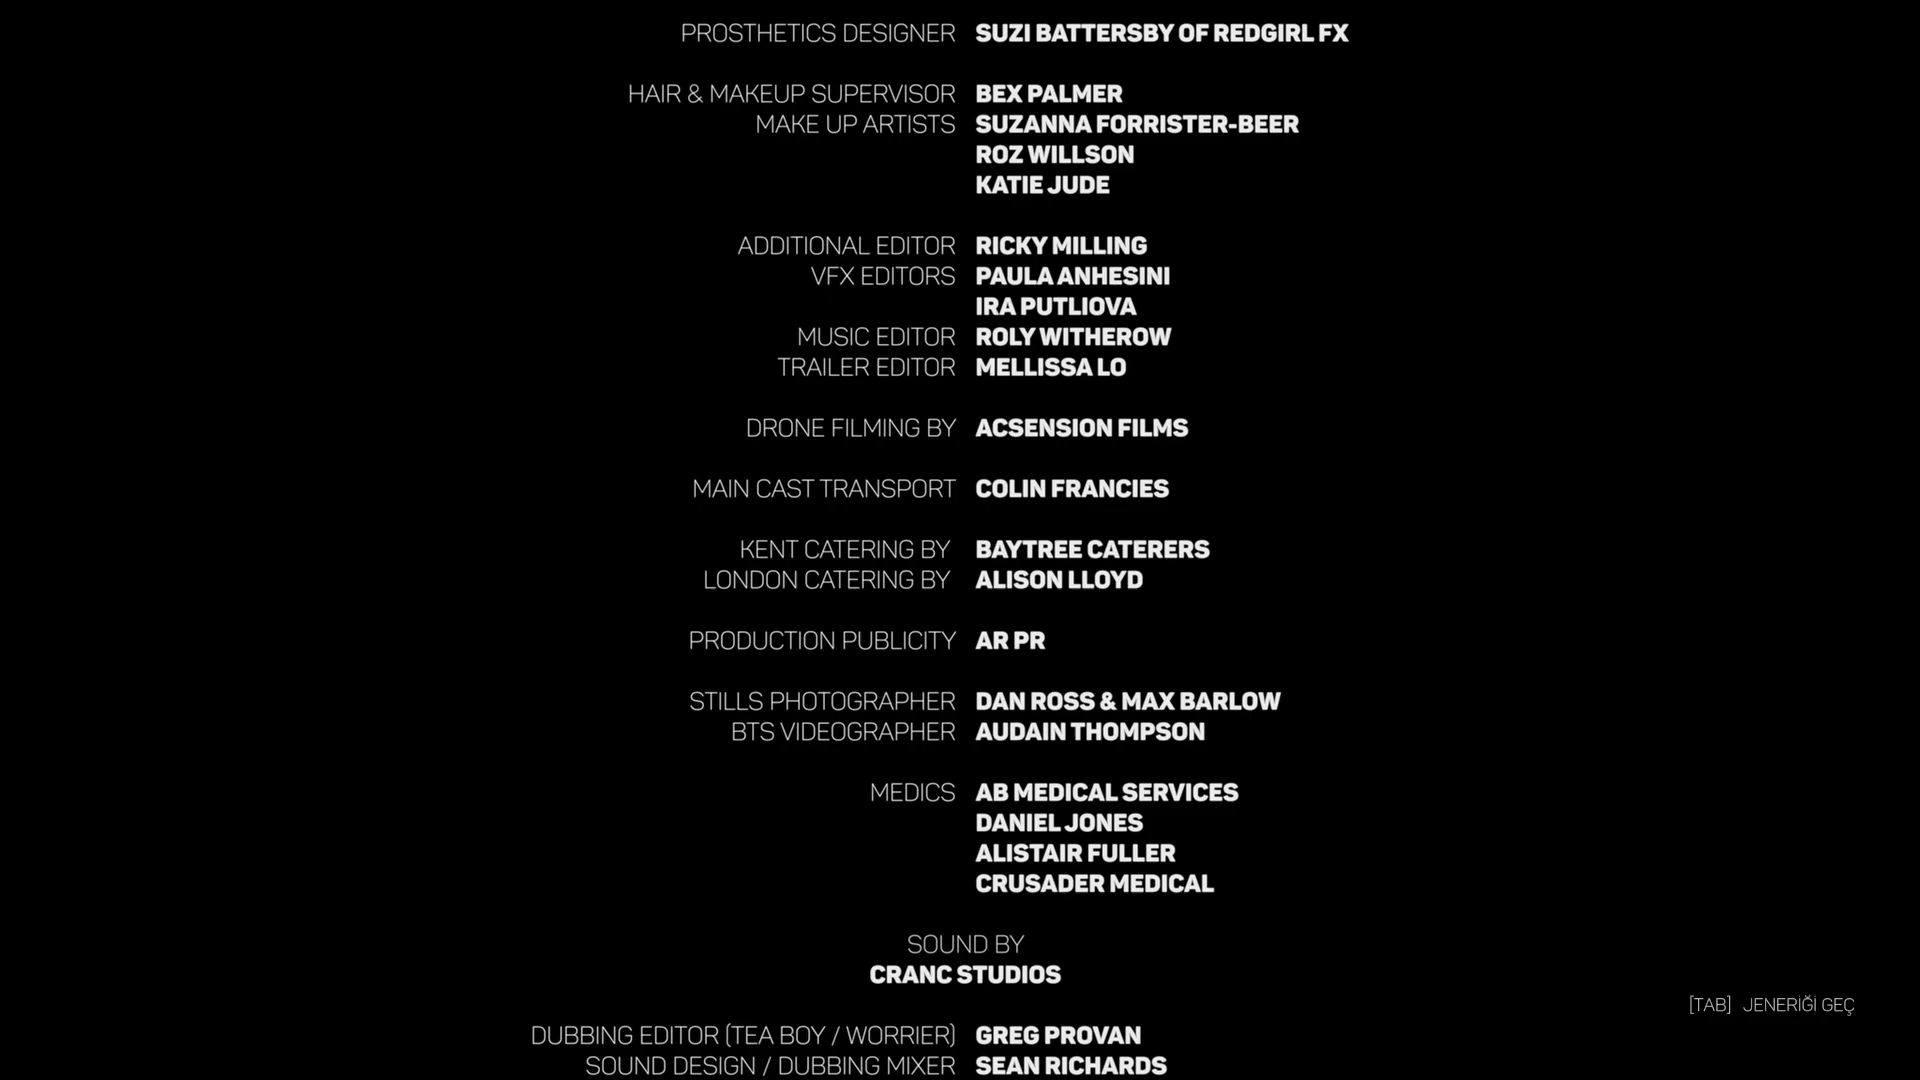 PROSTHETICS DESIGNER SUZI BATTERSBY OF REDGIRL FX
HAIR & MAKEUP SUPERVISOR BEX PALMER
MAKE UP ARTISTS SUZANNA FORRISTER-BEER
ROZ WILLSON
KATIE JUDE
ADDITIONAL EDITOR RICKY MILLING
VFX EDITORS PAULA ANHESINI
IRA PUTLIOVA
MUSIC EDITOR ROLY WITHEROW
TRAILER EDITOR MELLISSA LO
DRONE FILMING BY ACSENSION FILMS
MAIN CAST TRANSPORT COLIN FRANCIES
KENT CATERING BY BAYTREE CATERERS
LONDON CATERING BY ALISON LLOYD
PRODUCTION PUBLICITY AR PR
STILLS PHOTOGRAPHER DAN ROSS & MAX BARLOW
BTS VIDEOGRAPHER AUDAIN THOMPSON
MEDICS AB MEDICAL SERVICES
DANIEL JONES
ALISTAIR FULLER
CRUSADER MEDICAL
SOUND BY
CRANC STUDIOS
[TAB] JENERİĞİ GEÇ
DUBBING EDITOR (TEA BOY / WORRIER) GREG PROVAN
SOUND DESIGN / DUBBING MIXER SEAN RICHARDS